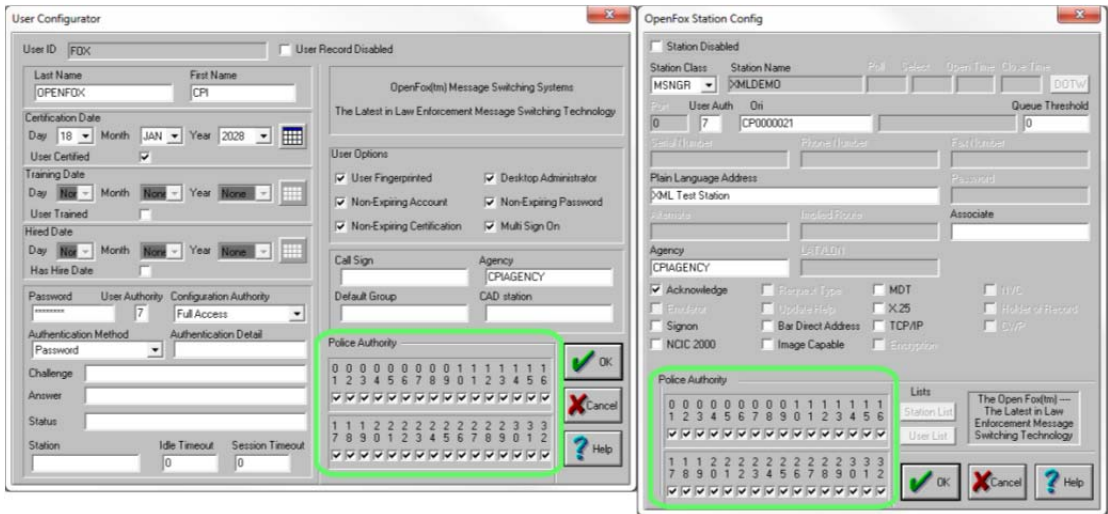 User Configurator
User ID FOX User Record Disabled
Last Name First Name
OPENFOX CPI
Certification Date
Day 18 Month JAN Year 2028
User Certified
Training Date
Day Month None Year None
User Trained
Hired Date
Day Month None Year None
Has Hire Date
Password User Authority Configuration Authority
******** 7 Full Access
Authentication Method Authentication Detail
Password
Challenge
Answer
Status
Station Idle Timeout Session Timeout
0 0
OpenFox(tm) Message Switching Systems
The Latest in Law Enforcement Message Switching Technology
User Options
User Fingerprinted Desktop Administrator
Non-Expiring Account Non-Expiring Password
Non-Expiring Certification Multi Sign On
Call Sign Agency
CPIAGENCY
Default Group CAD station
Police Authority
0 0 0 0 0 0 0 0 0 1 1 1 1 1 1 1
1 2 3 4 5 6 7 8 9 0 1 2 3 4 5 6
1 1 1 2 2 2 2 2 2 2 2 2 2 3 3 3
7 8 9 0 1 2 3 4 5 6 7 8 9 0 1 2
OK
Cancel
Help
OpenFox Station Config
Station Disabled
Station Class Station Name Poll Select Open Time Close Time
MSNGR XMLDEMO DOTW
Port User Auth Ori Queue Threshold
0 7 CP0000021 0
Serial Number Phone Number Fax Number
Plain Language Address Password
XML Test Station
Alternate Implied Route Associate
Agency
CPIAGENCY
Acknowledge Request Type MDT NYC
Emulator Update Help X.25 Holder of Record
Signon Bar Direct Address TCP/IP
NCIC 2000 Image Capable Encryption
Police Authority
0 0 0 0 0 0 0 0 0 1 1 1 1 1 1 1
1 2 3 4 5 6 7 8 9 0 1 2 3 4 5 6
1 1 1 2 2 2 2 2 2 2 2 2 2 3 3 3
7 8 9 0 1 2 3 4 5 6 7 8 9 0 1 2
Lists
Station List
User List
The Open Fox(tm) ---
The Latest in Law
Enforcement Message
Switching Technology
OK Cancel Help